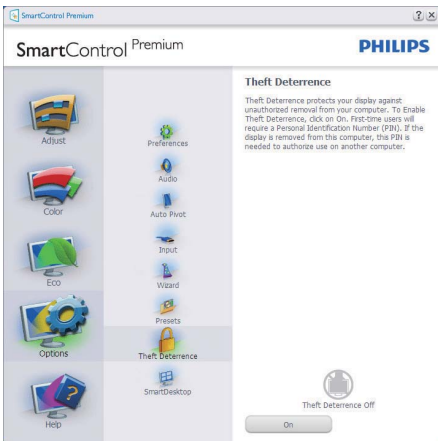 SmartControl Premium
SmartControl Premium
PHILIPS
Adjust
Color
Eco
Options
Help
Preferences
Audio
Auto Pivot
Input
Wizard
Presets
Theft Deterrence
SmartDesktop
Theft Deterrence
Theft Deterrence protects your display against
unauthorized removal from your computer. To Enable
Theft Deterrence, click on On. First-time users will
require a Personal Identification Number (PIN). If the
display is removed from this computer, this PIN is
needed to authorize use on another computer.
Theft Deterrence Off
On